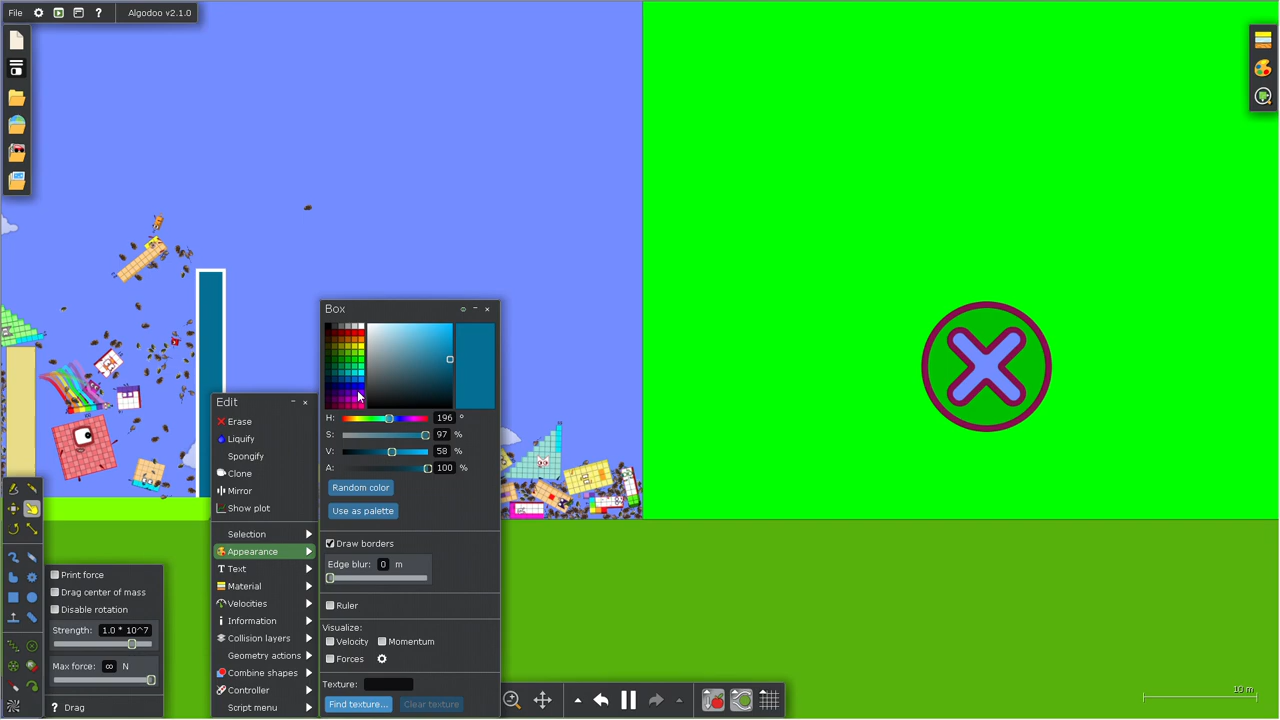 File ? Algodoo v2.1.0
Box
Edit
Erase
Liquify
Spongify
Clone
Mirror
Show plot
Selection
Appearance
Text
Material
Velocities
Information
Collision layers
Geometry actions
Combine shapes
Controller
Script menu
H: 196 °
S: 97 %
V: 58 %
A: 100 %
Random color
Use as palette
Draw borders
Edge blur: 0 m
Ruler
Visualize:
Velocity Momentum
Forces
Texture:
Find texture... Clear texture
Print force
Drag center of mass
Disable rotation
Strength: 1.0 * 10^7
Max force: ∞ N
? Drag
10 m